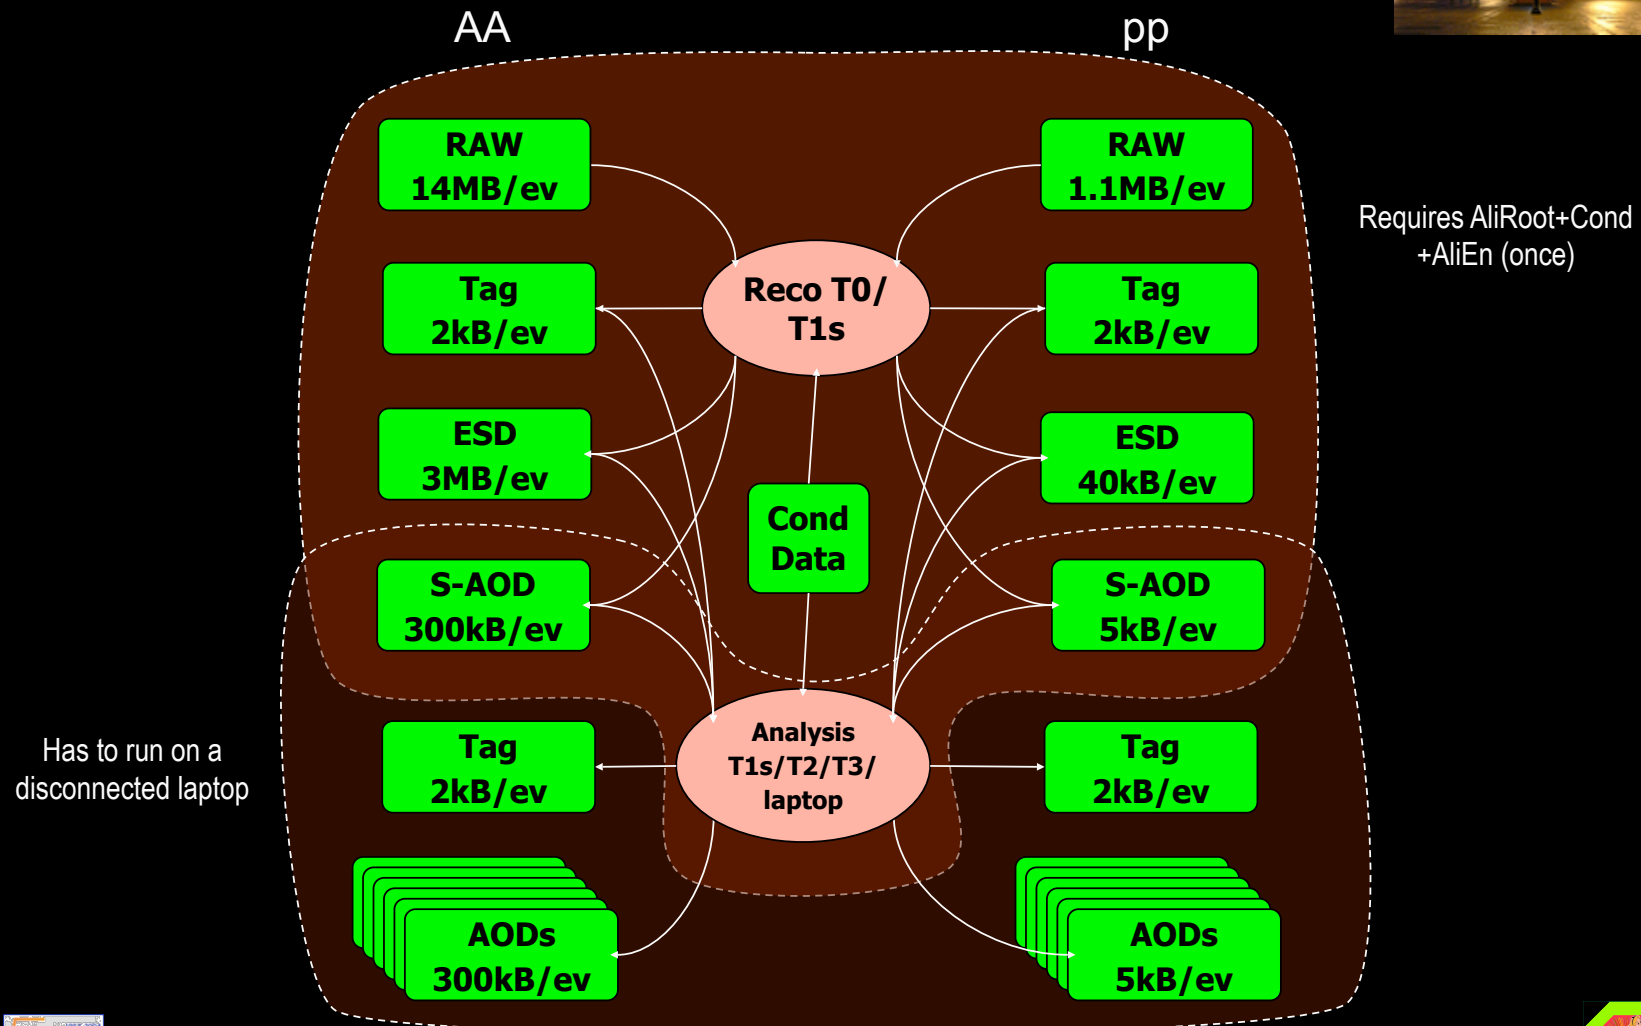 AA
pp
RAW
14MB/ev
RAW
1.1MB/ev
Requires AliRoot+Cond
+AliEn (once)
Tag
2kB/ev
Reco T0/
T1s
Tag
2kB/ev
ESD
3MB/ev
ESD
40kB/ev
Cond
Data
S-AOD
300kB/ev
S-AOD
5kB/ev
Has to run on a
disconnected laptop
Tag
2kB/ev
Analysis
T1s/T2/T3/
laptop
Tag
2kB/ev
AODs
300kB/ev
AODs
5kB/ev